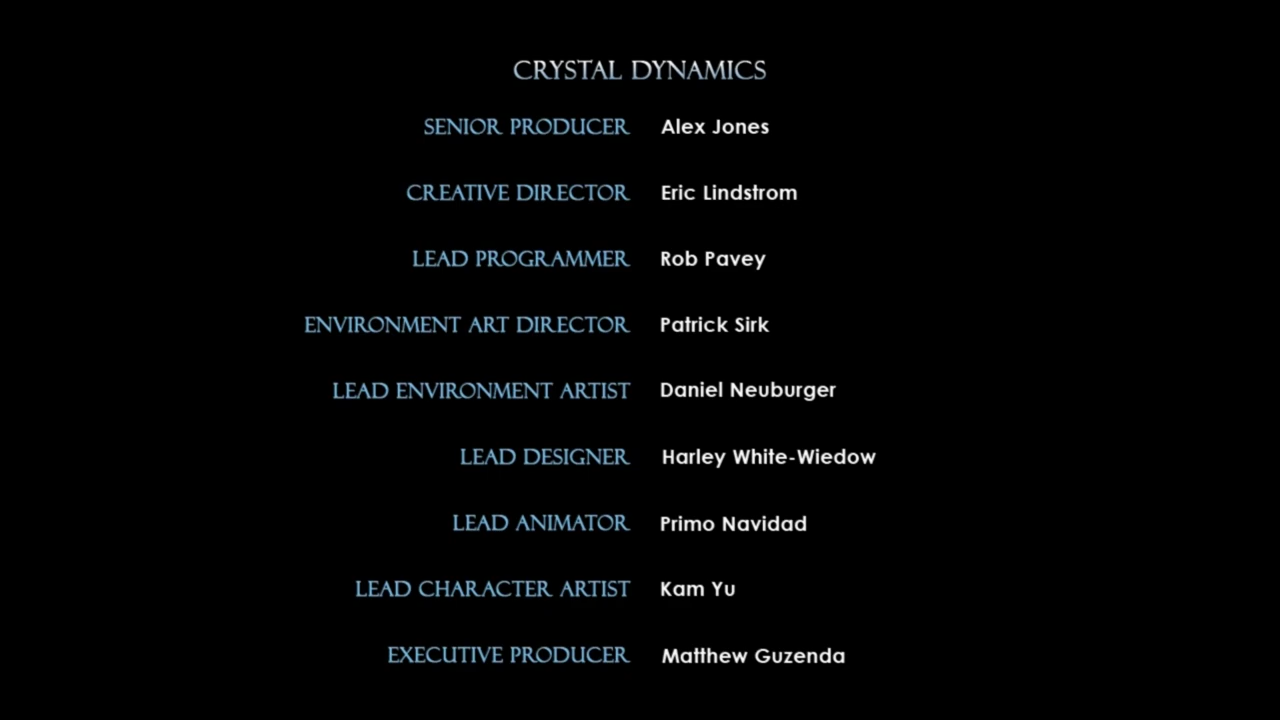 CRYSTAL DYNAMICS
SENIOR PRODUCER Alex Jones
CREATIVE DIRECTOR Eric Lindstrom
LEAD PROGRAMMER Rob Pavey
ENVIRONMENT ART DIRECTOR Patrick Sirk
LEAD ENVIRONMENT ARTIST Daniel Neuburger
LEAD DESIGNER Harley White-Wiedow
LEAD ANIMATOR Primo Navidad
LEAD CHARACTER ARTIST Kam Yu
EXECUTIVE PRODUCER Matthew Guzenda